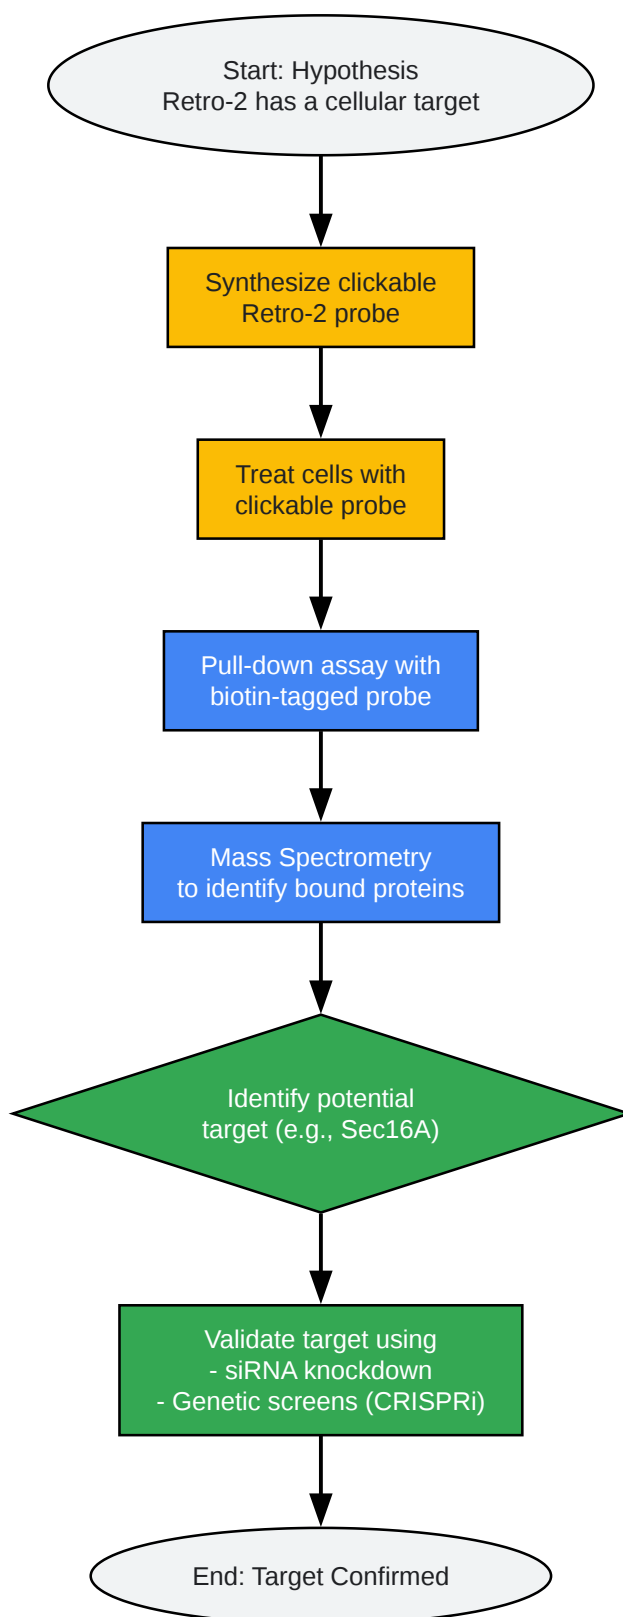 Start: Hypothesis
Retro-2 has a cellular target
Synthesize clickable
Retro-2 probe
Treat cells with
clickable probe
Pull-down assay with
biotin-tagged probe
Mass Spectrometry
to identify bound proteins
Identify potential
target (e.g., Sec16A)
Validate target using
- siRNA knockdown
- Genetic screens (CRISPRi)
End: Target Confirmed